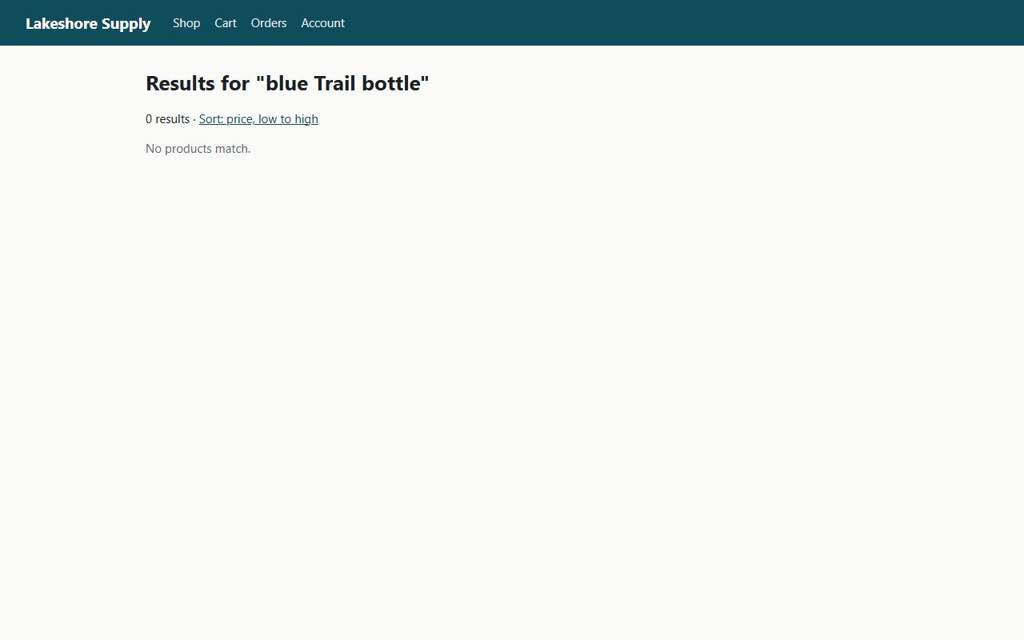 Lakeshore Supply Shop Cart Orders Account
Results for "blue Trail bottle"
0 results · Sort: price, low to high
No products match.